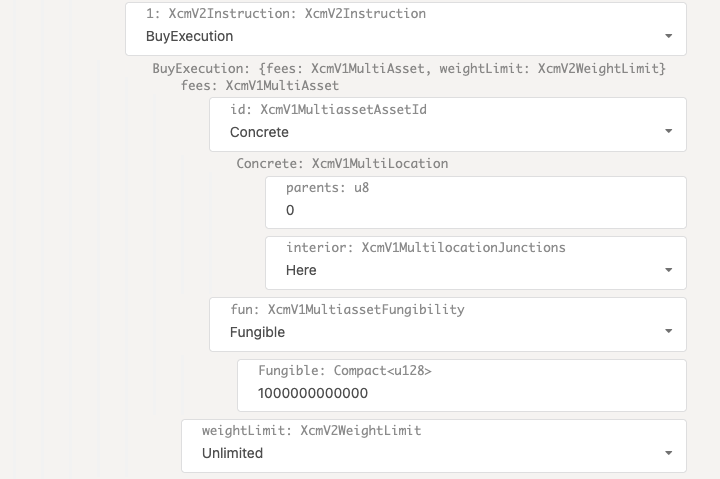 1: XcmV2Instruction: XcmV2Instruction
BuyExecution
BuyExecution: {fees: XcmV1MultiAsset, weightLimit: XcmV2WeightLimit}
fees: XcmV1MultiAsset
id: XcmV1MultiassetAssetId
Concrete
Concrete: XcmV1MultiLocation
parents: u8
0
interior: XcmV1MultilocationJunctions
Here
fun: XcmV1MultiassetFungibility
Fungible
Fungible: Compact<u128>
1000000000000
weightLimit: XcmV2WeightLimit
Unlimited